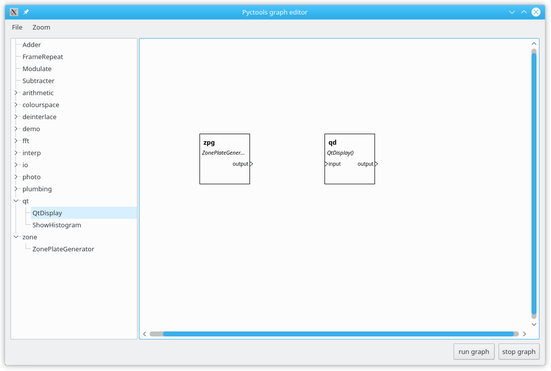 Pyctools graph editor
File Zoom
Adder
FrameRepeat
Modulate
Subtracter
arithmetic
colourspace
deinterlace
demo
fft
interp
io
photo
plumbing
qt
QtDisplay
ShowHistogram
zone
ZonePlateGenerator
zpg
ZonePlateGener...
output
qd
QtDisplay()
input output
run graph stop graph